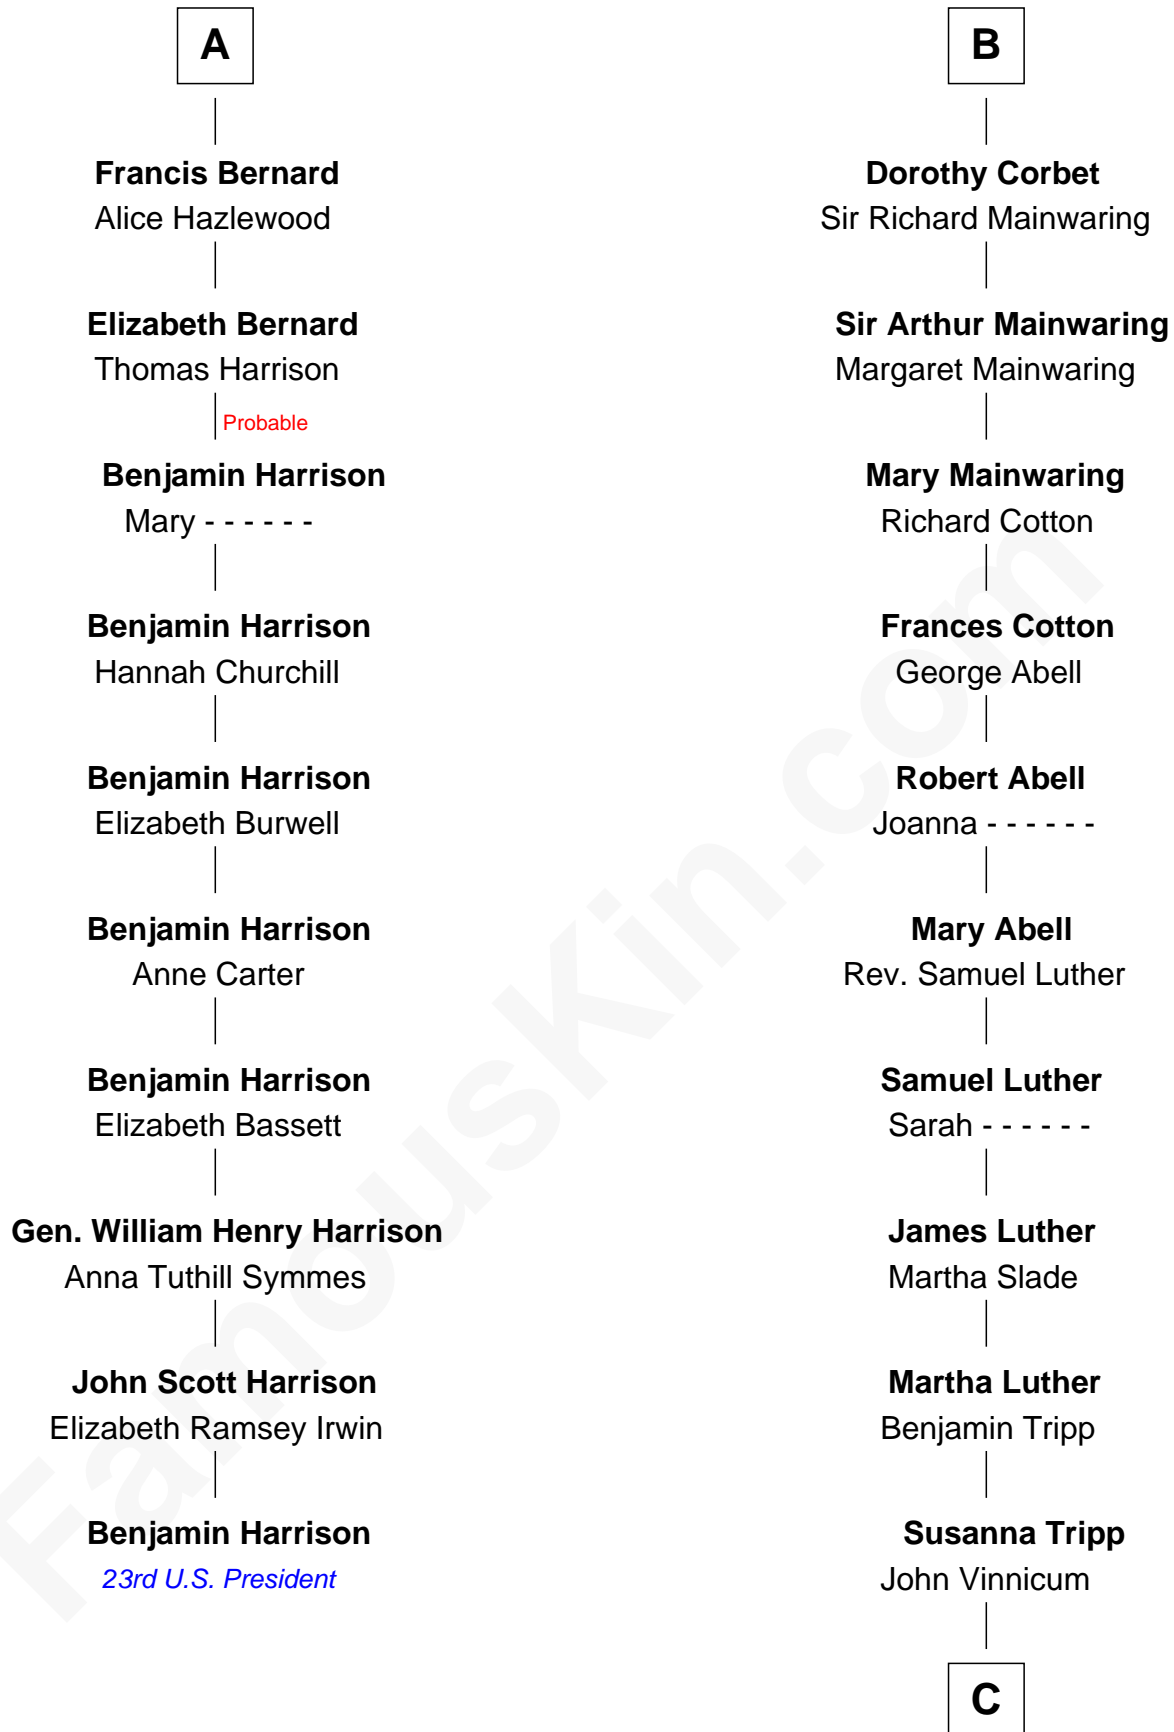 A
Francis Bernard
Alice Hazlewood
Elizabeth Bernard
Thomas Harrison
Probable
Benjamin Harrison
Mary - - - - - -
Benjamin Harrison
Hannah Churchill
Benjamin Harrison
Elizabeth Burwell
Benjamin Harrison
Anne Carter
Benjamin Harrison
Elizabeth Bassett
Gen. William Henry Harrison
Anna Tuthill Symmes
John Scott Harrison
Elizabeth Ramsey Irwin
Benjamin Harrison
23rd U.S. President
B
Dorothy Corbet
Sir Richard Mainwaring
Sir Arthur Mainwaring
Margaret Mainwaring
Mary Mainwaring
Richard Cotton
Frances Cotton
George Abell
Robert Abell
Joanna - - - - - -
Mary Abell
Rev. Samuel Luther
Samuel Luther
Sarah - - - - - -
James Luther
Martha Slade
Martha Luther
Benjamin Tripp
Susanna Tripp
John Vinnicum
C
FamousKin.com